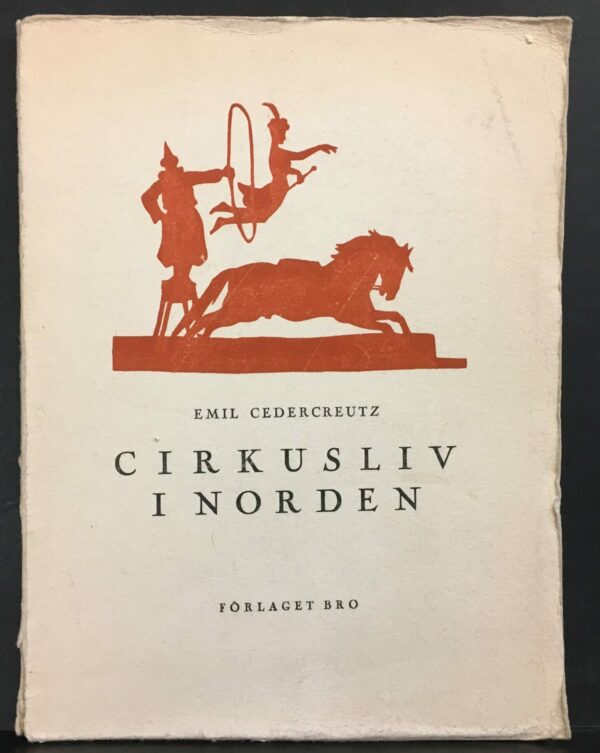 EMIL CEDERCREUTZ
CIRKUSLIV
I NORDEN
FÖRLAGET BRO